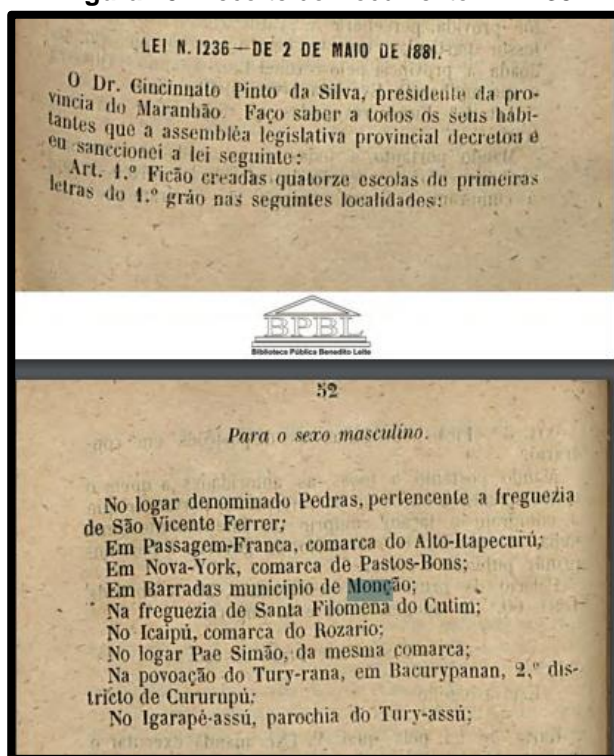 LEI N. 1236 — DE 2 DE MAIO DE 1881.
O Dr. Cincinnato Pinto da Silva, presidente da pro-
vincia do Maranhão. Faço saber a todos os seus habi-
tantes que a assembléa legislativa provincial decretou e
eu sanccionei a lei seguinte:
Art. 1.º Ficão creadas quatorze escolas de primeiras
letras do 1.º gráo nas seguintes localidades:
BPBL
Biblioteca Pública Benedito Leite
52
Para o sexo masculino.
No logar denominado Pedras, pertencente a freguezia
de São Vicente Ferrer;
Em Passagem-Franca, comarca do Alto-Itapecurú;
Em Nova-York, comarca de Pastos-Bons;
Em Barradas municipio de Monção;
Na freguezia de Santa Filomena do Cutim;
No Icaipú, comarca do Rozario;
No logar Pae Simão, da mesma comarca;
Na povoação do Tury-rana, em Bacurypanan, 2.º dis-
tricto de Cururupú;
No Igarapé-assú, parochia do Tury-assú;